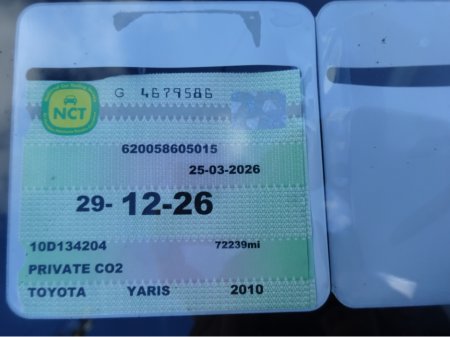 G 4679586
NCT
620058605015
25-03-2026
29-12-26
10D134204 72239mi
PRIVATE CO2
TOYOTA YARIS 2010